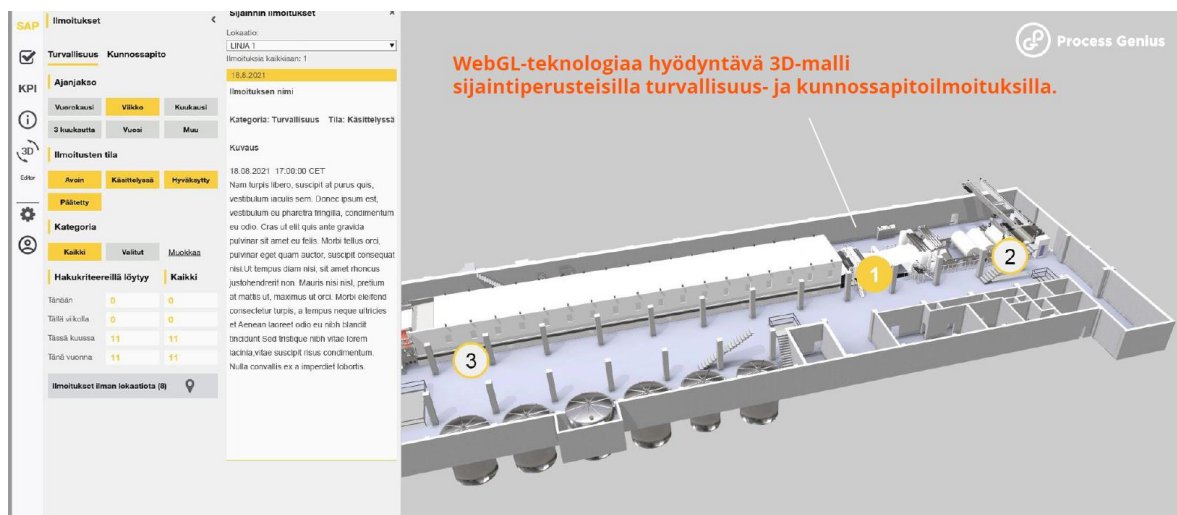 SAP
KPI
3D
Editor
Ilmoitukset
Turvallisuus Kunnossapito
Ajanjakso
Vuorokausi Viikko Kuukausi
3 kuukautta Vuosi Muu
Ilmoitusten tila
Avoin Käsittelyssä Hyväksytty
Päätetty
Kategoria
Kaikki Valitut Muokkaa
Hakukriteereillä löytyy Kaikki
Tänään 0 0
Tällä viikolla 0 0
Tässä kuussa 11 11
Tänä vuonna 11 11
Ilmoitukset ilman lokaatiota (8)
Sijainnin ilmoitukset
Lokaatio:
LINJA 1
Ilmoituksia kaikkiaan: 1
18.8.2021
Ilmoituksen nimi
Kategoria: Turvallisuus Tila: Käsittelyssä
Kuvaus
18.08.2021 17:00:00 CET
Nam turpis libero, suscipit at purus quis,
vestibulum iaculis sem. Donec ipsum est,
vestibulum eu pharetra fringilla, condimentum
eu odio. Cras ut elit quis ante gravida
pulvinar sit amet eu felis. Morbi tellus orci,
pulvinar eget quam auctor, suscipit consequat
nisl.Ut tempus diam nisl, sit amet rhoncus
justohendrerit non. Mauris nisi nisl, pretium
at mattis ut, maximus ut orci. Morbi eleifend
consectetur turpis, a tempus neque ultricies
et Aenean laoreet odio eu nibh blandit
tincidunt Sed tristique nibh vitae lorem
lacinia,vitae suscipit risus condimentum.
Nulla convallis ex a imperdiet lobortis.
WebGL-teknologiaa hyödyntävä 3D-malli
sijaintiperusteisilla turvallisuus- ja kunnossapitoilmoituksilla.
Process Genius
1
2
3